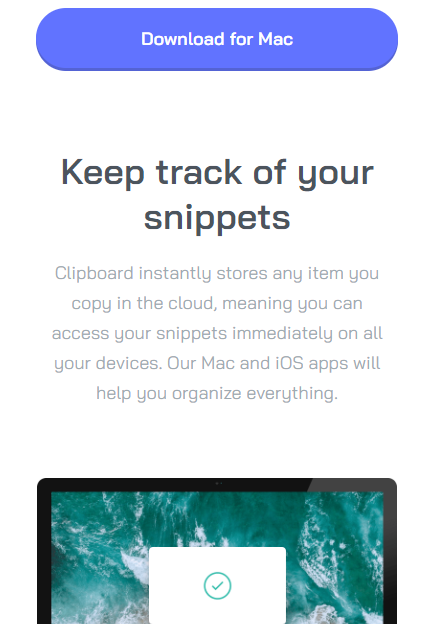 Download for Mac
Keep track of your
snippets
Clipboard instantly stores any item you
copy in the cloud, meaning you can
access your snippets immediately on all
your devices. Our Mac and iOS apps will
help you organize everything.